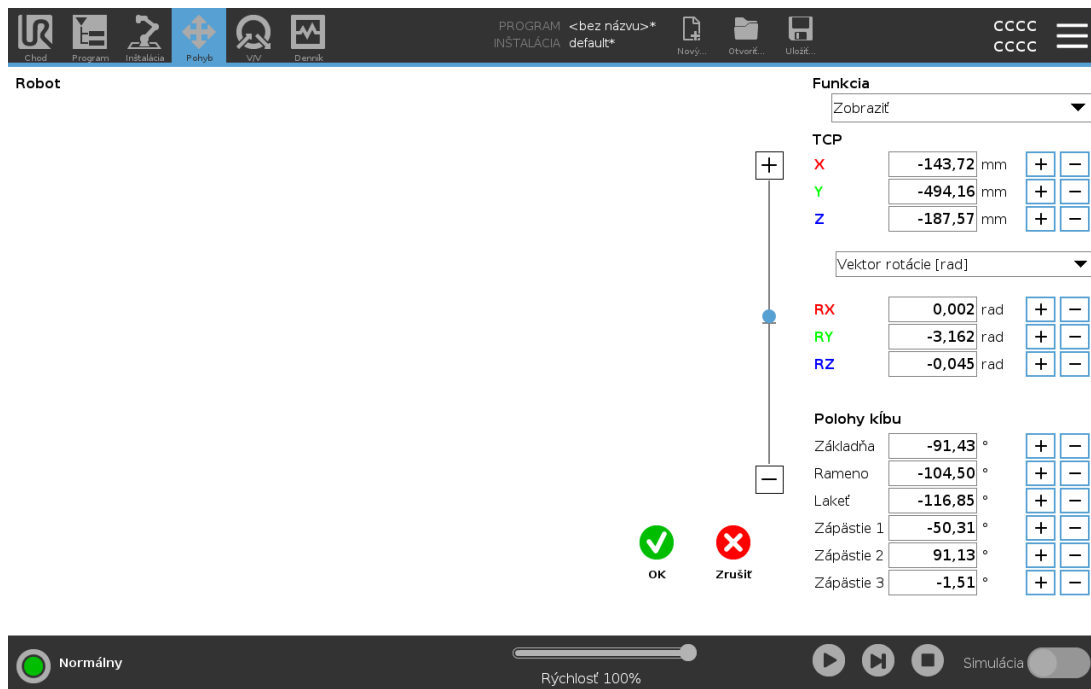 UR
Chod
Program
Inštalácia
Pohyb
V/V
Denník
PROGRAM <bez názvu>*
INŠTALÁCIA default*
Nový...
Otvoriť...
Uložiť...
CCCC
CCCC
Robot
Funkcia
Zobraziť
TCP
X -143,72 mm + −
Y -494,16 mm + −
Z -187,57 mm + −
Vektor rotácie [rad]
RX 0,002 rad + −
RY -3,162 rad + −
RZ -0,045 rad + −
Polohy kĺbu
Základňa -91,43 ° + −
Rameno -104,50 ° + −
Lakeť -116,85 ° + −
Zápästie 1 -50,31 ° + −
Zápästie 2 91,13 ° + −
Zápästie 3 -1,51 ° + −
+
−
OK
Zrušiť
Normálny
Rýchlosť 100%
Simulácia